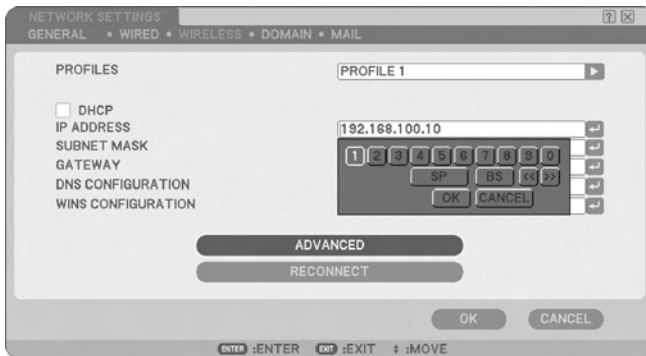 NETWORK SETTINGS
GENERAL • WIRED • WIRELESS • DOMAIN • MAIL
PROFILES PROFILE 1
DHCP
IP ADDRESS 192.168.100.10
SUBNET MASK
GATEWAY
DNS CONFIGURATION
WINS CONFIGURATION
1 2 3 4 5 6 7 8 9 0
SP BS << >>
OK CANCEL
ADVANCED
RECONNECT
OK CANCEL
ENTER :ENTER EXIT :EXIT :MOVE